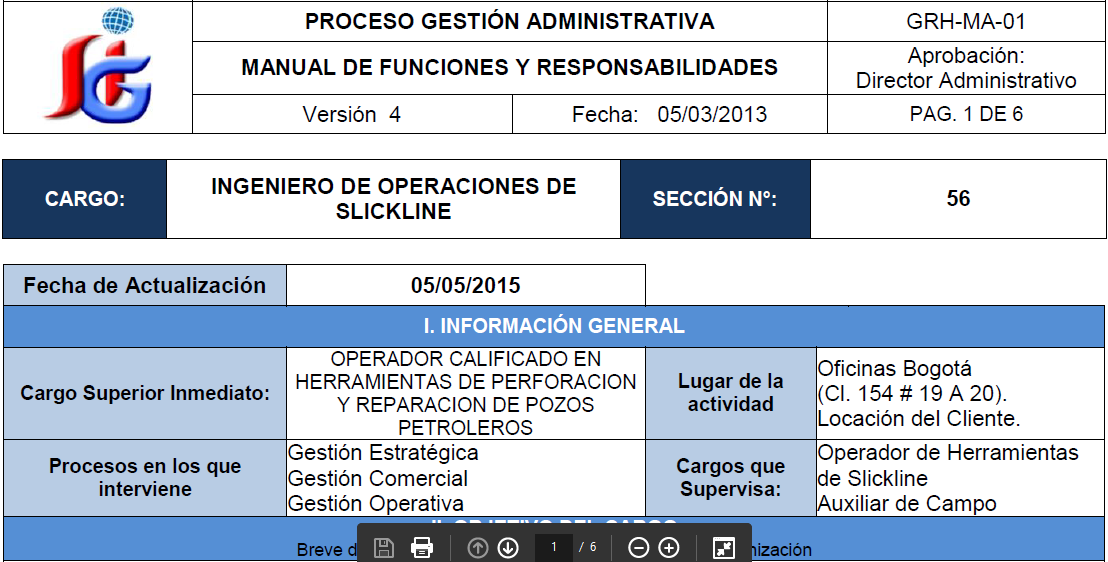 PROCESO GESTIÓN ADMINISTRATIVA
GRH-MA-01
MANUAL DE FUNCIONES Y RESPONSABILIDADES
Aprobación:
Director Administrativo
Versión 4
Fecha: 05/03/2013
PAG. 1 DE 6
CARGO:
INGENIERO DE OPERACIONES DE
SLICKLINE
SECCIÓN N°:
56
Fecha de Actualización
05/05/2015
I. INFORMACIÓN GENERAL
Cargo Superior Inmediato:
OPERADOR CALIFICADO EN
HERRAMIENTAS DE PERFORACION
Y REPARACION DE POZOS
PETROLEROS
Lugar de la
actividad
Oficinas Bogotá
(Cl. 154 # 19 A 20).
Locación del Cliente.
Procesos en los que
interviene
Gestión Estratégica
Gestión Comercial
Gestión Operativa
Cargos que
Supervisa:
Operador de Herramientas
de Slickline
Auxiliar de Campo
Breve
1 / 6